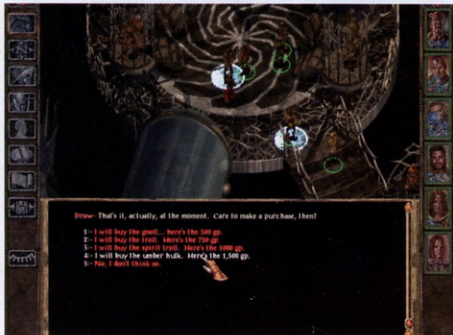 Drow- That's it, actually, at the moment. Care to make a purchase, then?
1:- I will buy the gnoll... here's the 500 gp.
2:- I will buy the troll. Here's the 750 gp.
3:- I will buy the spirit troll. Here's the 1000 gp.
4:- I will buy the umber hulk. Here's the 1,500 gp.
5:- No, I don't think so.